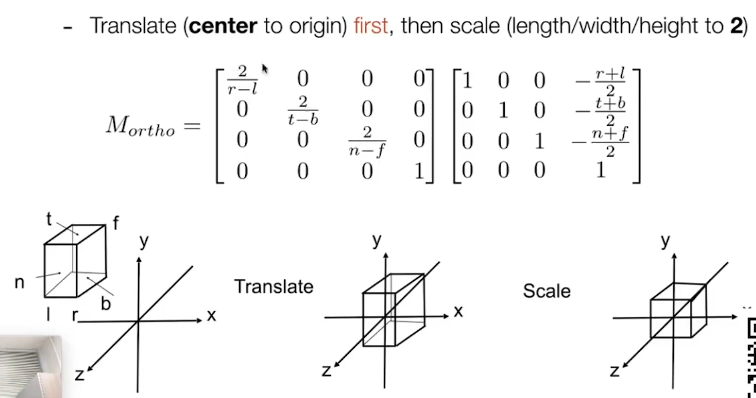 - Translate (center to origin) first, then scale (length/width/height to 2)
M_{ortho} = \begin{bmatrix} \frac{2}{r-l} & 0 & 0 & 0 \\ 0 & \frac{2}{t-b} & 0 & 0 \\ 0 & 0 & \frac{2}{n-f} & 0 \\ 0 & 0 & 0 & 1 \end{bmatrix} \begin{bmatrix} 1 & 0 & 0 & -\frac{r+l}{2} \\ 0 & 1 & 0 & -\frac{t+b}{2} \\ 0 & 0 & 1 & -\frac{n+f}{2} \\ 0 & 0 & 0 & 1 \end{bmatrix}
t f
n
l r b
y
x
z
Translate
y
x
z
Scale
y
z